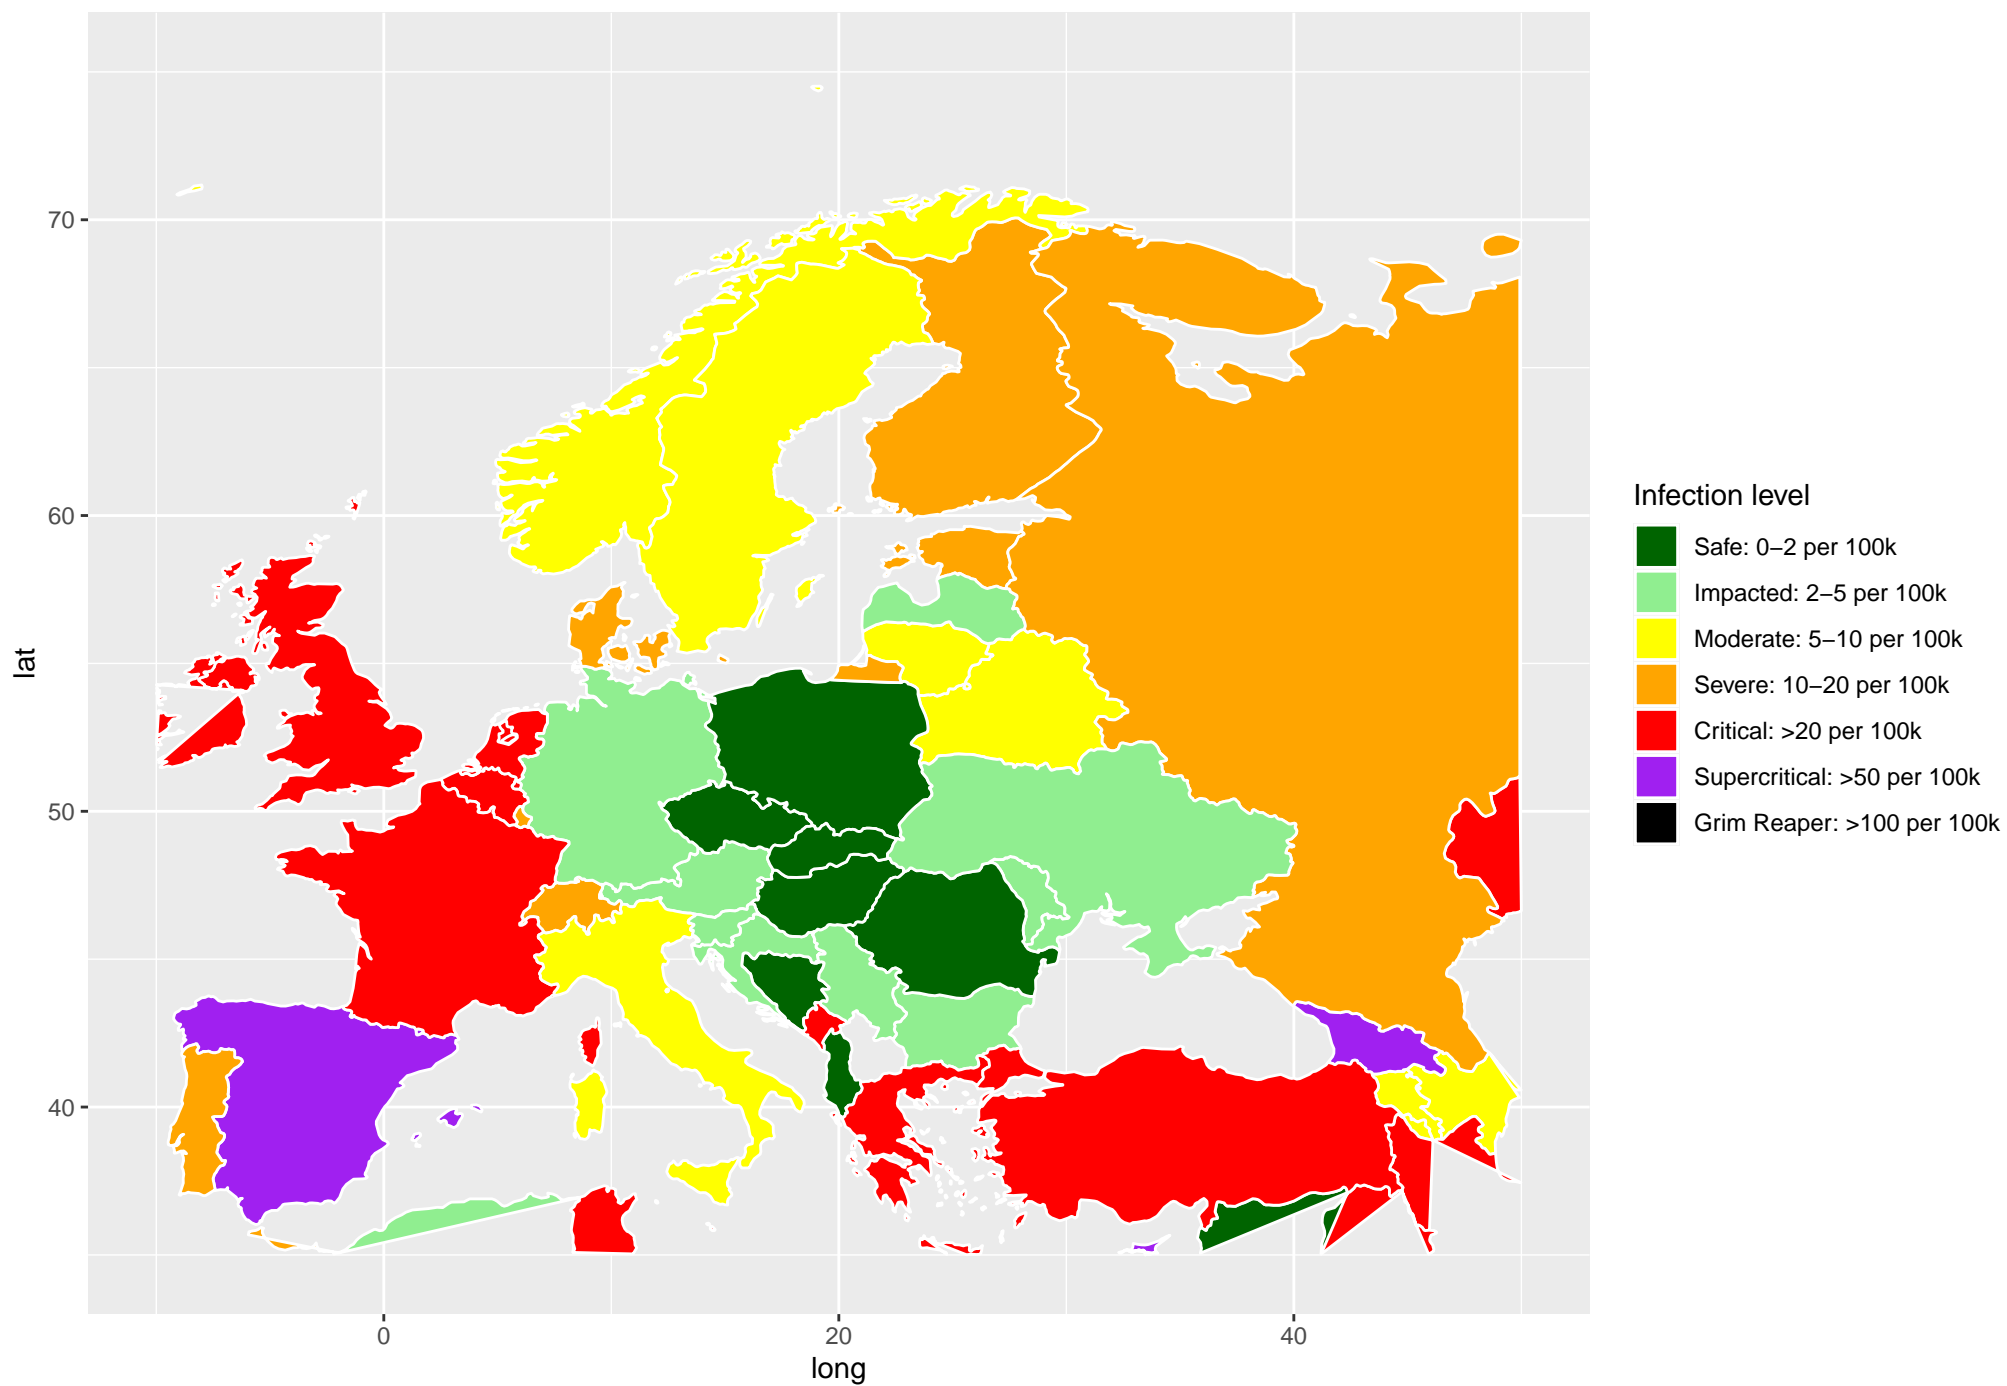 70
60
50
40
lat
0
20
40
long
Infection level
Safe: 0–2 per 100k
Impacted: 2–5 per 100k
Moderate: 5–10 per 100k
Severe: 10–20 per 100k
Critical: >20 per 100k
Supercritical: >50 per 100k
Grim Reaper: >100 per 100k